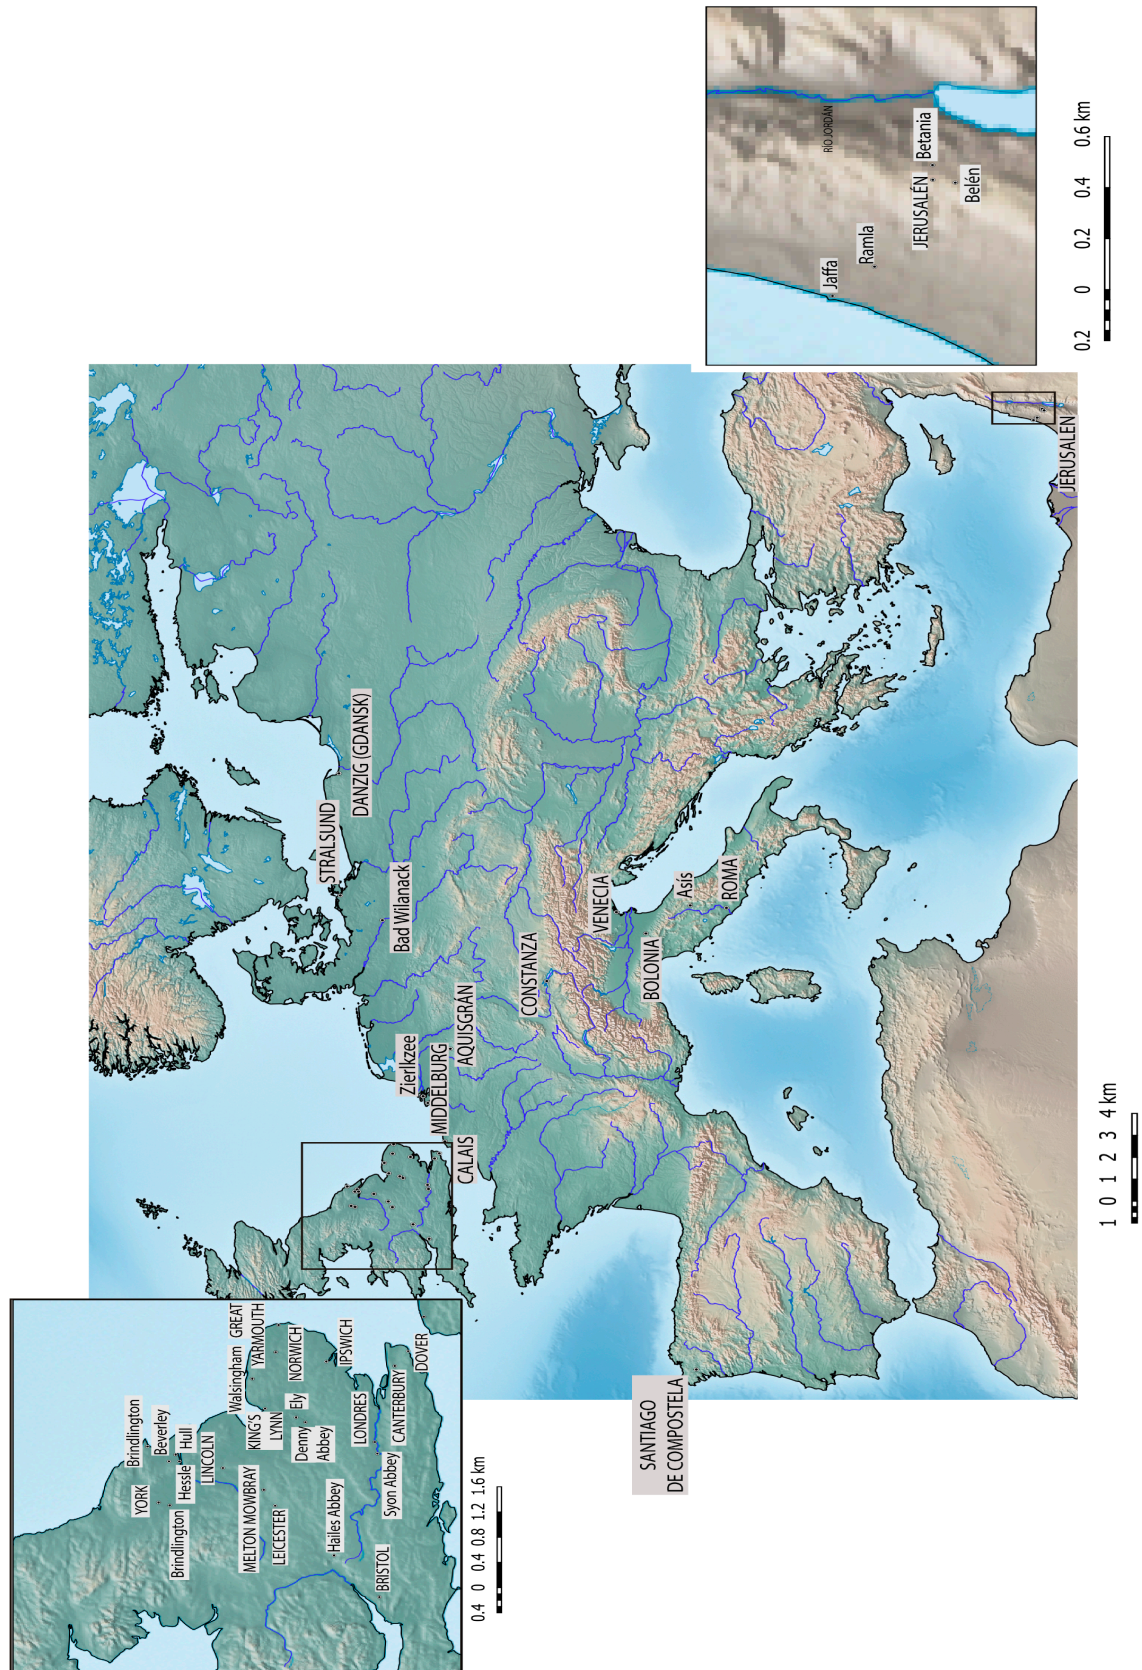 YORK
Brindlington
Brindlington
Beverley
Hessle
Hull
LINCOLN
Walsingham
GREAT
YARMOUTH
KING'S
LYNN
NORWICH
MELTON MOWBRAY
LEICESTER
Ely
Denny
Abbey
IPSWICH
Hailes Abbey
LONDRES
BRISTOL
Syon Abbey
CANTERBURY
DOVER
0.4 0 0.4 0.8 1.2 1.6 km
STRALSUND
DANZIG (GDANSK)
Bad Wilanack
Zierlkzee
MIDDELBURG
AQUISGRÁN
CALAIS
CONSTANZA
VENECIA
BOLONIA
Asís
ROMA
SANTIAGO
DE COMPOSTELA
JERUSALÉN
1 0 1 2 3 4 km
RÍO JORDÁN
Jaffa
Ramla
JERUSALÉN
Betania
Belén
0.2 0 0.2 0.4 0.6 km